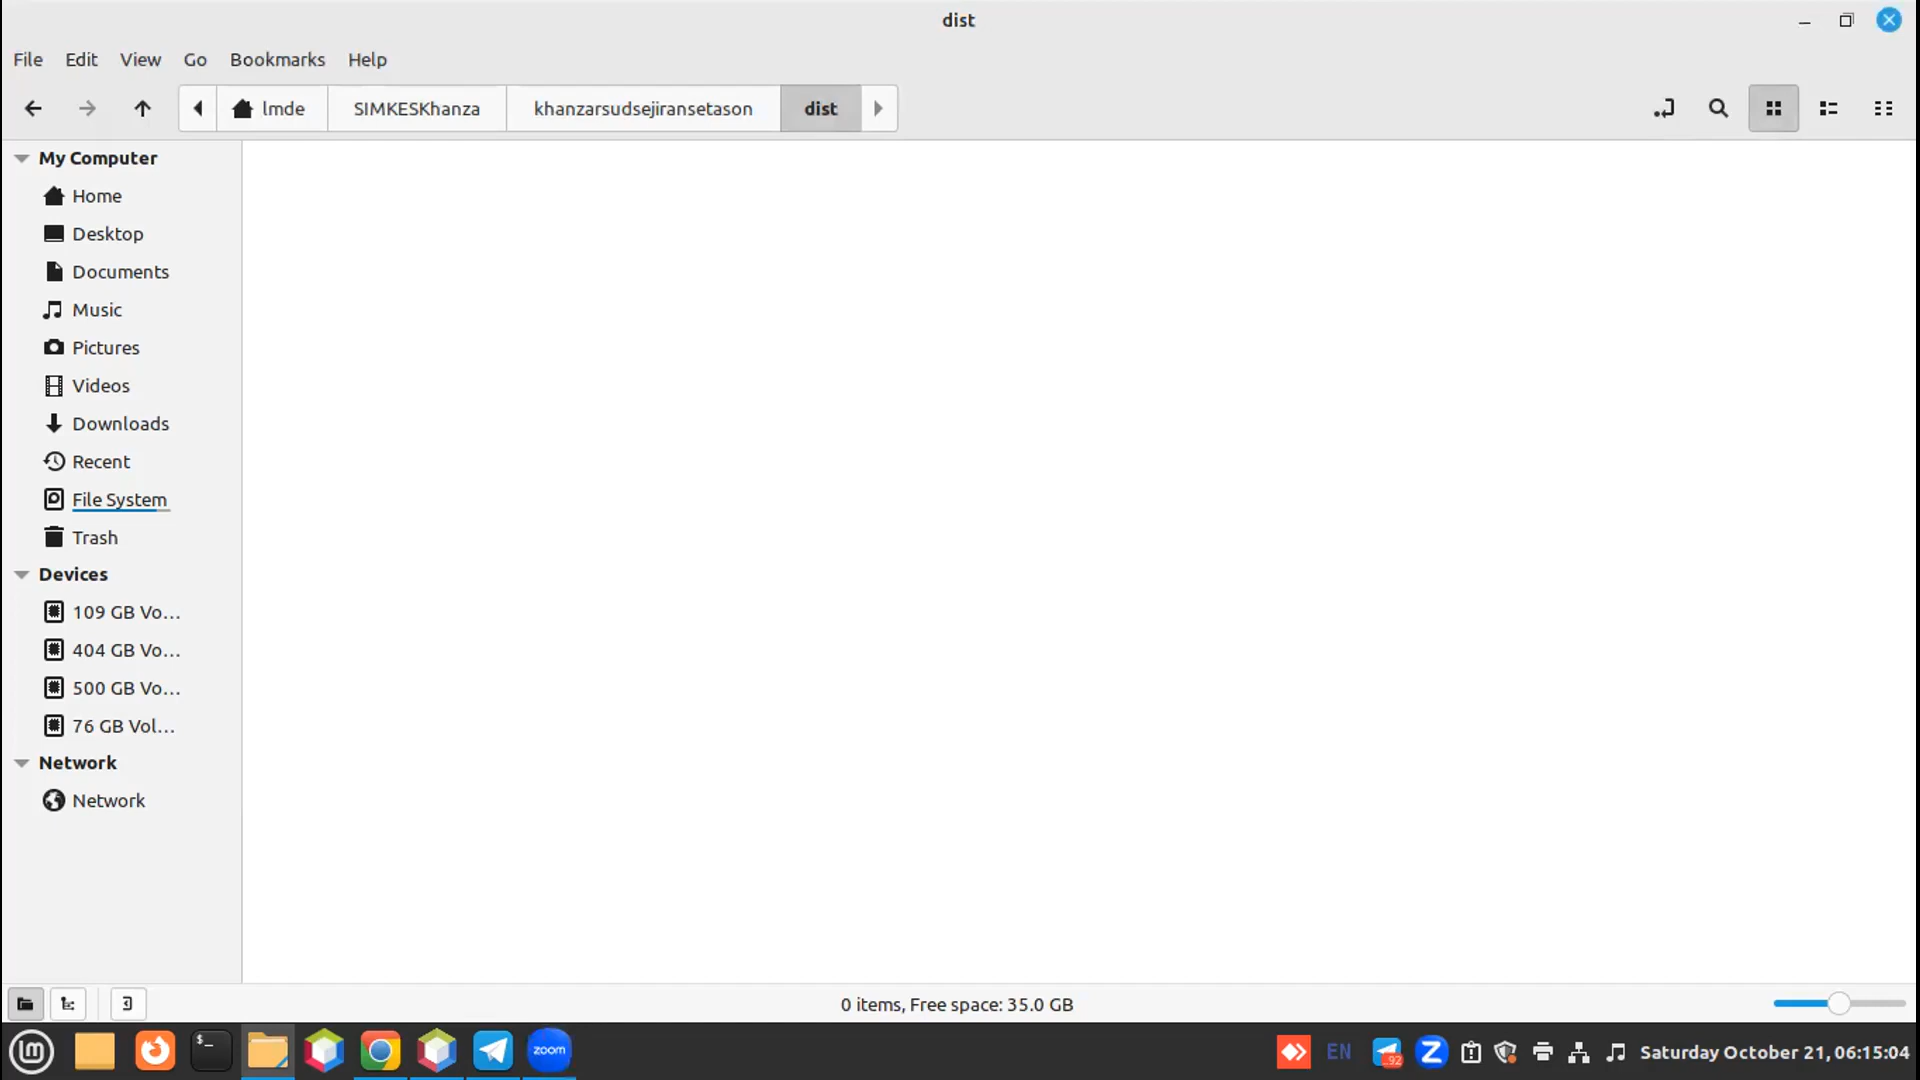 dist
File Edit View Go Bookmarks Help
lmde SIMKESKhanza khanzarsudsejiransetason dist
My Computer
Home
Desktop
Documents
Music
Pictures
Videos
Downloads
Recent
File System
Trash
Devices
109 GB Vo...
404 GB Vo...
500 GB Vo...
76 GB Vol...
Network
Network
0 items, Free space: 35.0 GB
$_ zoom EN 92 Z Saturday October 21, 06:15:04